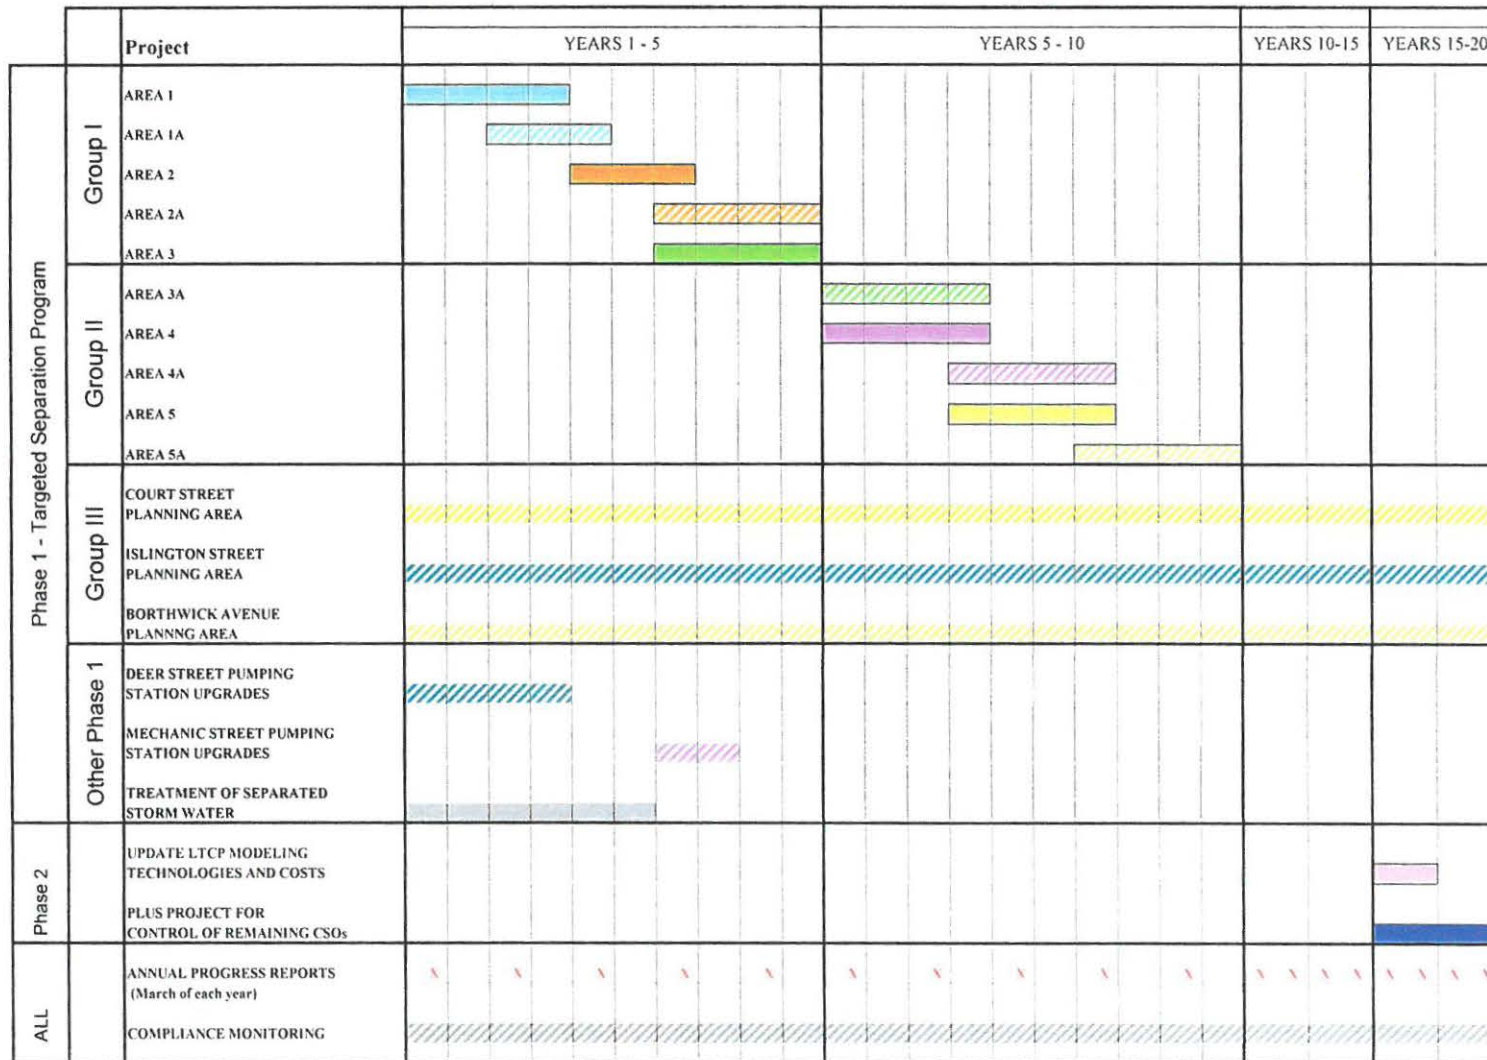 Project
YEARS 1 - 5
YEARS 5 - 10
YEARS 10-15
YEARS 15-20
Phase 1 - Targeted Separation Program
Group I
AREA 1
AREA 1A
AREA 2
AREA 2A
AREA 3
Group II
AREA 3A
AREA 4
AREA 4A
AREA 5
AREA 5A
Group III
COURT STREET
PLANNING AREA
ISLINGTON STREET
PLANNING AREA
BORTHWICK AVENUE
PLANNNG AREA
Other Phase 1
DEER STREET PUMPING
STATION UPGRADES
MECHANIC STREET PUMPING
STATION UPGRADES
TREATMENT OF SEPARATED
STORM WATER
Phase 2
UPDATE LTCP MODELING
TECHNOLOGIES AND COSTS
PLUS PROJECT FOR
CONTROL OF REMAINING CSOs
ALL
ANNUAL PROGRESS REPORTS
(March of each year)
COMPLIANCE MONITORING